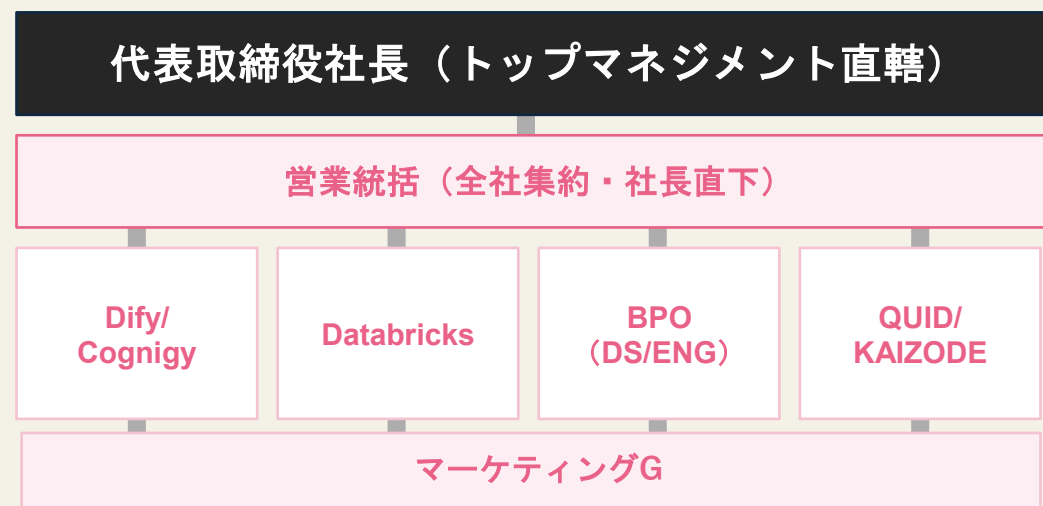 代表取締役社長（トップマネジメント直轄）
営業統括（全社集約・社長直下）
Dify/
Cognigy
Databricks
BPO
（DS/ENG）
QUID/
KAIZODE
マーケティングG